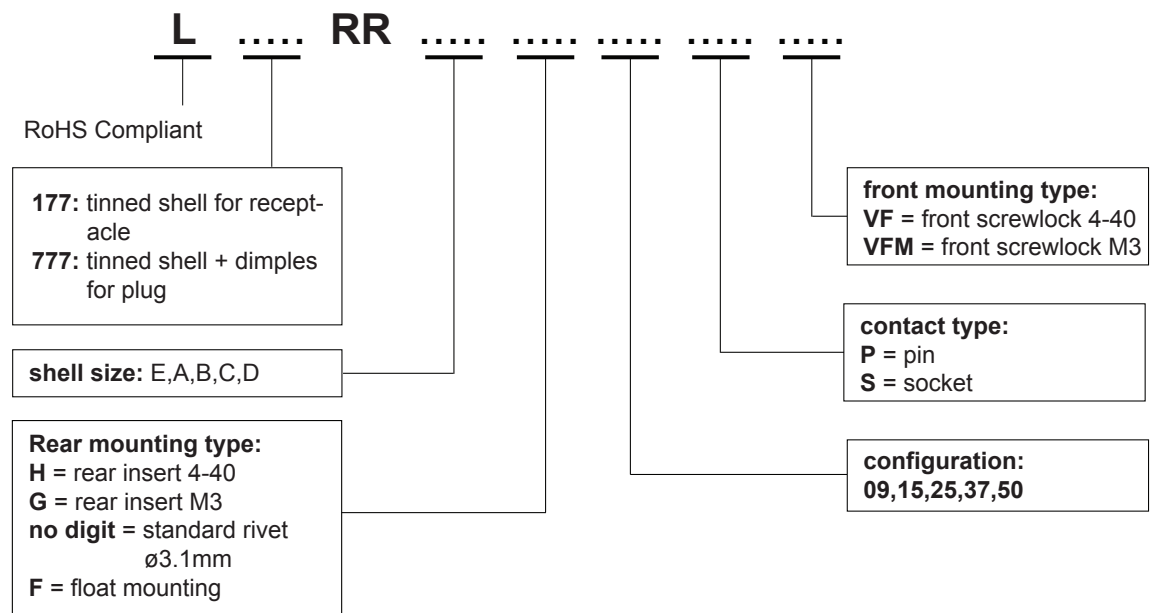 L ..... RR ..... ..... ..... ..... .....
RoHS Compliant
177: tinned shell for recept-
acle
777: tinned shell + dimples
for plug
shell size: E,A,B,C,D
Rear mounting type:
H = rear insert 4-40
G = rear insert M3
no digit = standard rivet
ø3.1mm
F = float mounting
front mounting type:
VF = front screwlock 4-40
VFM = front screwlock M3
contact type:
P = pin
S = socket
configuration:
09,15,25,37,50